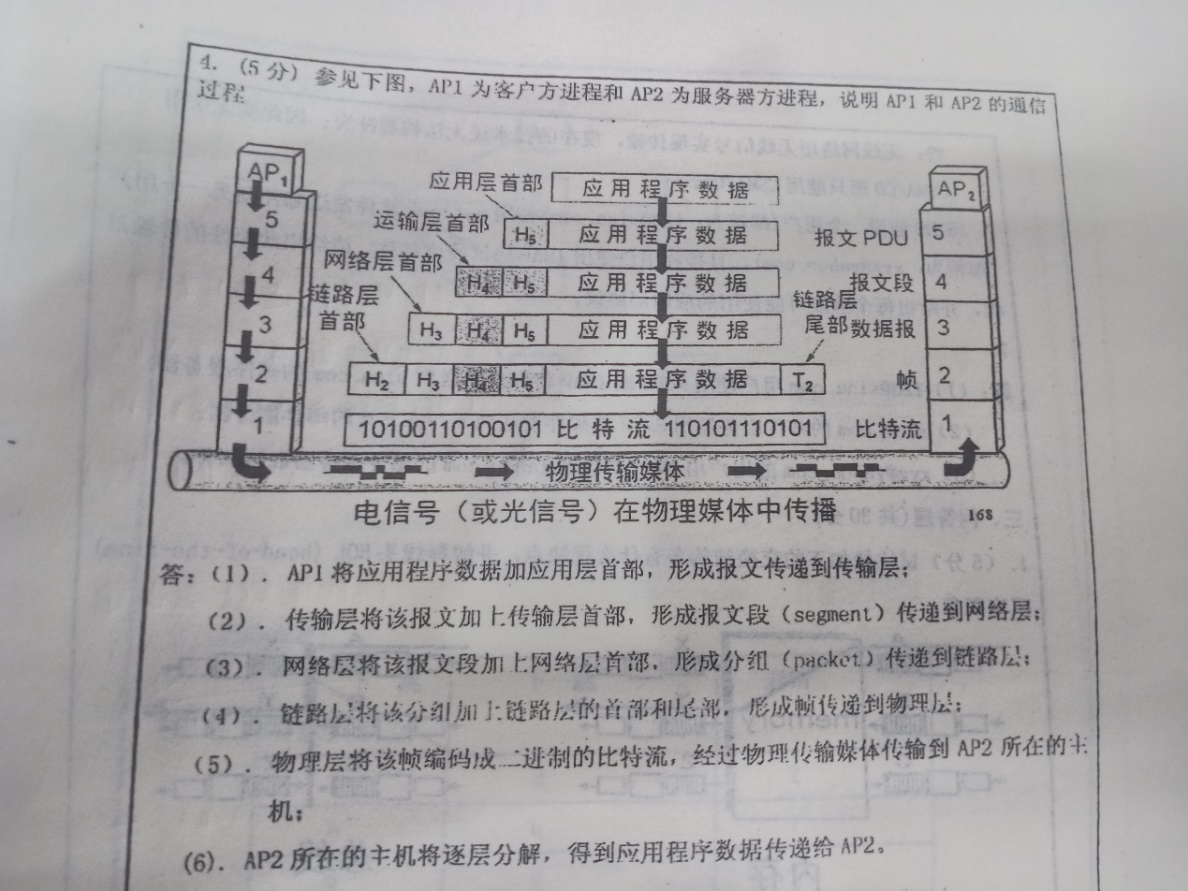 4. (5 分) 参见下图，AP1 为客户方进程和 AP2 为服务器方进程，说明 AP1 和 AP2 的通信
过程
AP1
5
4
3
2
1
应用层首部
运输层首部
网络层首部
链路层
首部
应用程序数据
H5 应用程序数据
H4 H5 应用程序数据
H3 H4 H5 应用程序数据
H2 H3 H4 H5 应用程序数据 T2
10100110100101 比特流 110101110101
链路层
尾部
报文 PDU
报文段
数据报
帧
比特流
AP2
5
4
3
2
1
物理传输媒体
电信号（或光信号）在物理媒体中传播
168
答：(1). AP1 将应用程序数据加应用层首部，形成报文传递到传输层；
(2). 传输层将该报文加上传输层首部，形成报文段（segment）传递到网络层；
(3). 网络层将该报文段加上网络层首部，形成分组（packet）传递到链路层；
(4). 链路层将该分组加上链路层的首部和尾部，形成帧传递到物理层；
(5). 物理层将该帧编码成二进制的比特流，经过物理传输媒体传输到 AP2 所在的主
机；
(6). AP2 所在的主机将逐层分解，得到应用程序数据传递给 AP2。